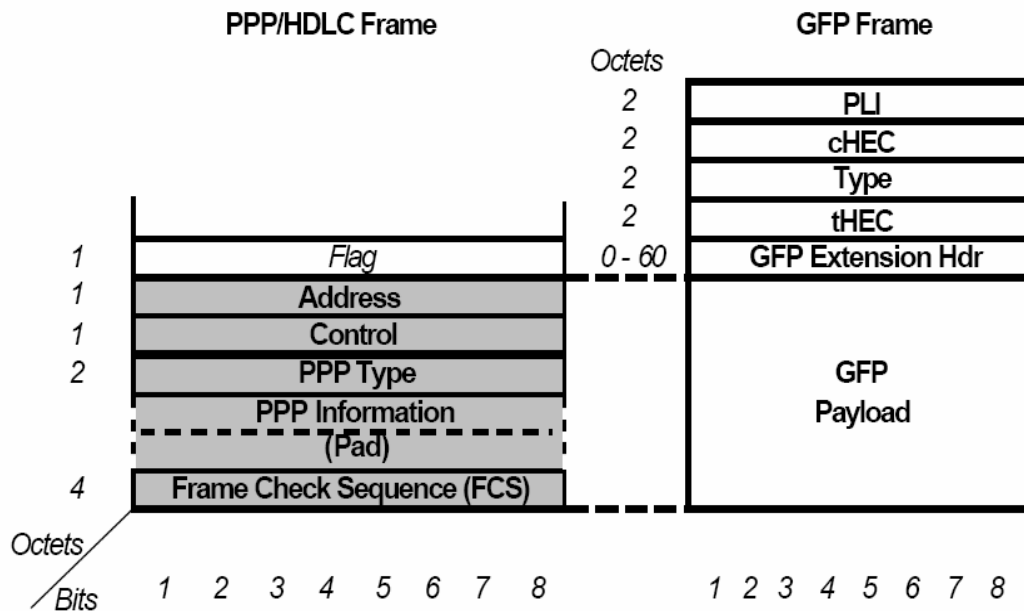 PPP/HDLC Frame
GFP Frame
Octets
2 PLI
2 cHEC
2 Type
2 tHEC
1 Flag 0 - 60 GFP Extension Hdr
1 Address
1 Control
2 PPP Type
GFP
Payload
PPP Information
(Pad)
4 Frame Check Sequence (FCS)
Octets
Bits
1 2 3 4 5 6 7 8
1 2 3 4 5 6 7 8